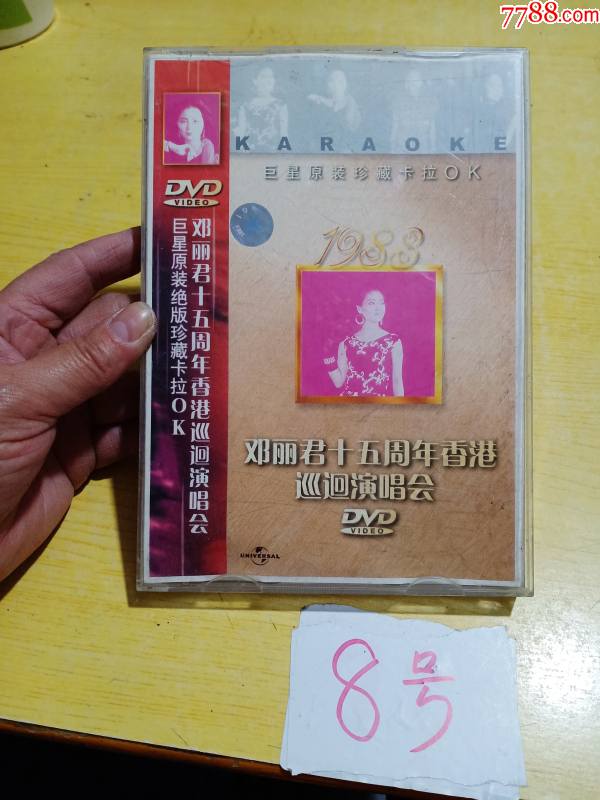 7788.com
KARAOKE
巨星原装珍藏卡拉OK
DVD
VIDEO
邓丽君十五周年香港巡迴演唱会
巨星原装绝版珍藏卡拉OK
1983
邓丽君十五周年香港
巡迴演唱会
DVD
VIDEO
UNIVERSAL
8号